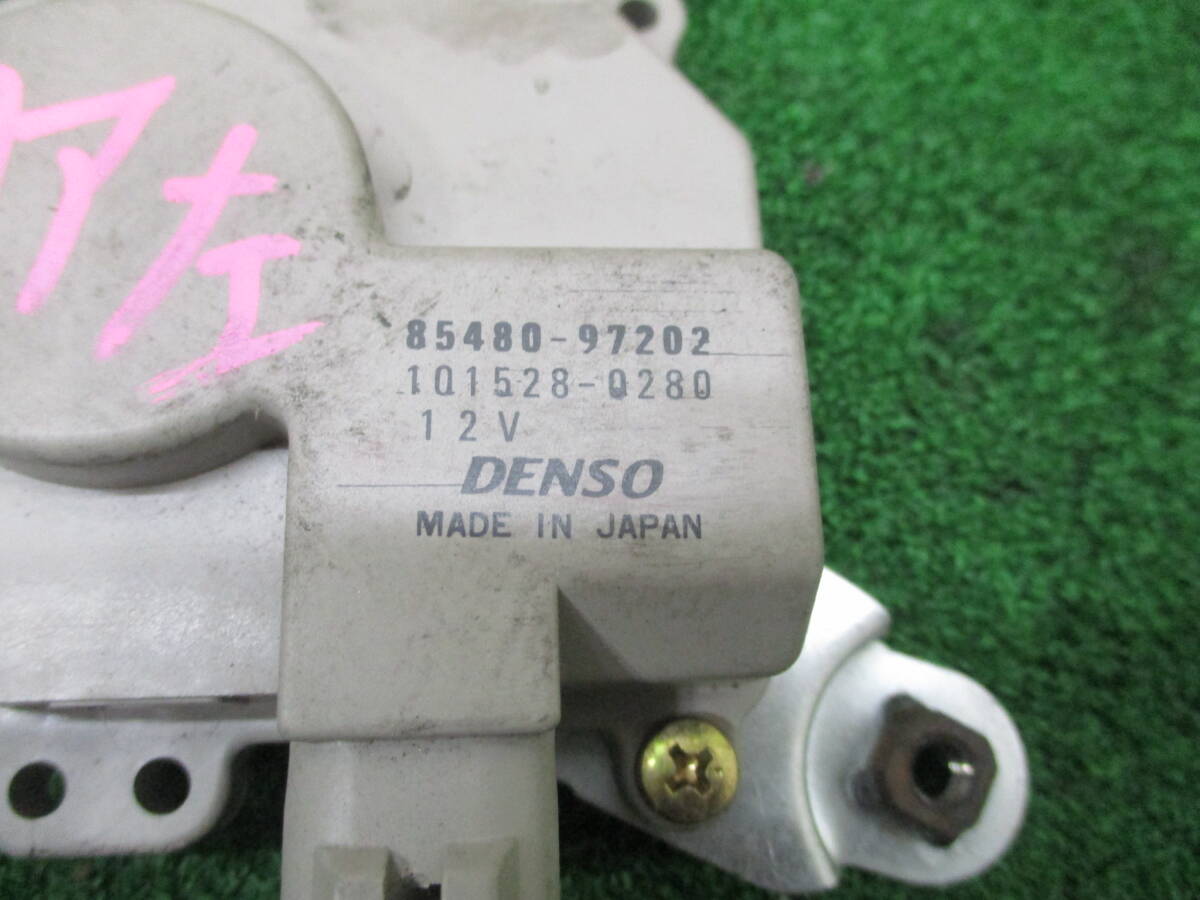 85480-97202
101528-0280
12V
DENSO
MADE IN JAPAN